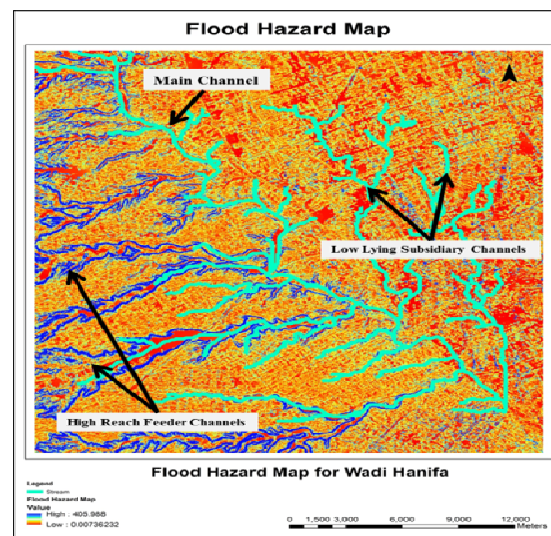 Flood Hazard Map
Main Channel
Low Lying Subsidiary Channels
High Reach Feeder Channels
Flood Hazard Map for Wadi Hanifa
Legend
Stream
Flood Hazard Map
Value
High : 405.988
Low : 0.00736232
0 1,500 3,000 6,000 9,000 12,000
Meters